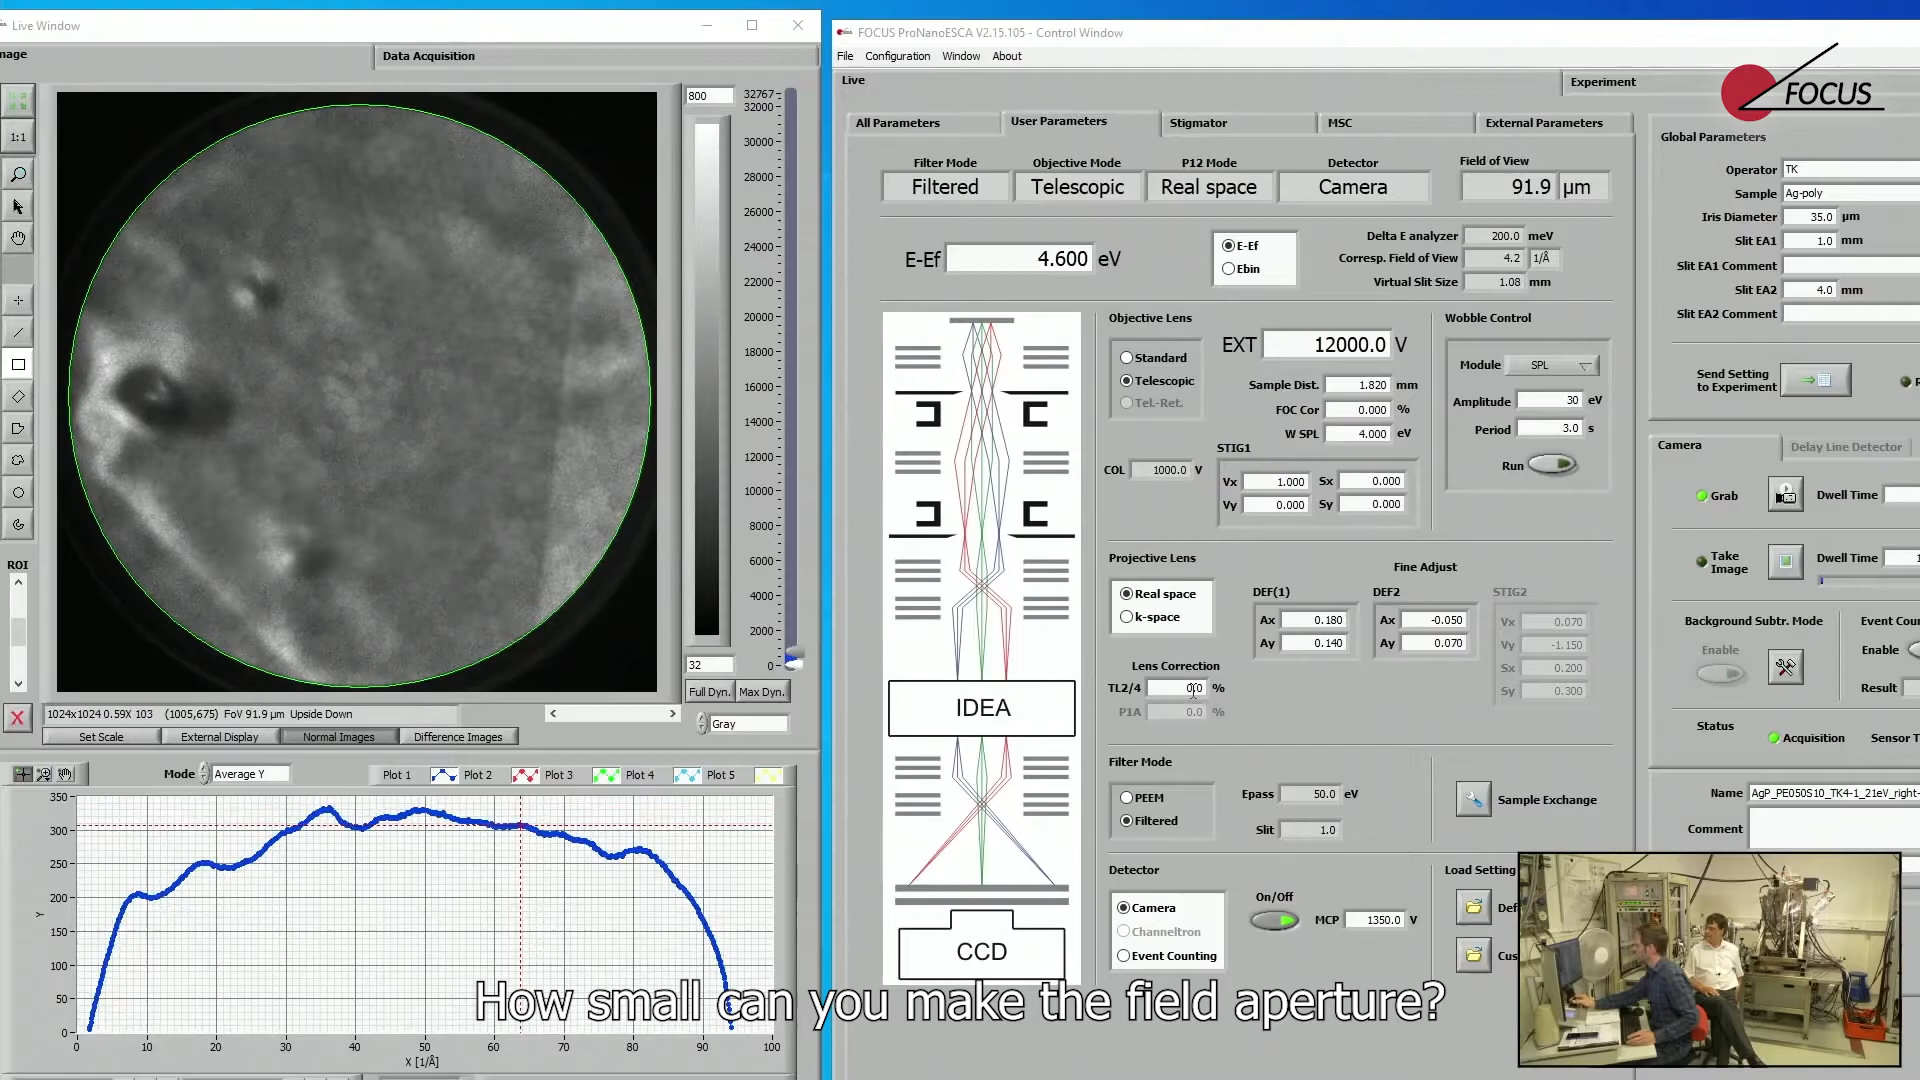 Live Window
mage
Data Acquisition
1:1
ROI
800
32767
32000
30000
28000
26000
24000
22000
20000
18000
16000
14000
12000
10000
8000
6000
4000
2000
0
32
Full Dyn.
Max Dyn.
Gray
1024x1024 0.59X 103 (1005,675) FoV 91.9 µm Upside Down
Set Scale
External Display
Normal Images
Difference Images
Mode
Average Y
Plot 1
Plot 2
Plot 3
Plot 4
Plot 5
350
300
250
200
150
100
50
0
Y
0 10 20 30 40 50 60 70 80 90 100
X [1/Å]
FOCUS ProNanoESCA V2.15.105 - Control Window
File Configuration Window About
Live
Experiment
FOCUS
All Parameters
User Parameters
Stigmator
MSC
External Parameters
Filter Mode
Filtered
Objective Mode
Telescopic
P12 Mode
Real space
Detector
Camera
Field of View
91.9 µm
E-Ef 4.600 eV
E-Ef
Ebin
Delta E analyzer 200.0 meV
Corresp. Field of View 4.2 1/Å
Virtual Slit Size 1.08 mm
IDEA
CCD
Objective Lens
Standard
Telescopic
Tel.-Ret.
EXT 12000.0 V
Sample Dist. 1.820 mm
FOC Cor 0.000 %
W SPL 4.000 eV
COL 1000.0 V
STIG1
Vx 1.000 Sx 0.000
Vy 0.000 Sy 0.000
Wobble Control
Module SPL
Amplitude 30 eV
Period 3.0 s
Run
Projective Lens
Real space
k-space
Fine Adjust
DEF(1)
Ax 0.180
Ay 0.140
DEF2
Ax -0.050
Ay 0.070
STIG2
Vx 0.070
Vy -1.150
Sx 0.200
Sy 0.300
Lens Correction
TL2/4 0.0 %
P1A 0.0 %
Filter Mode
PEEM
Filtered
Epass 50.0 eV
Slit 1.0
Sample Exchange
Detector
Camera
Channeltron
Event Counting
On/Off
MCP 1350.0 V
Load Setting
Def
Cus
Global Parameters
Operator TK
Sample Ag-poly
Iris Diameter 35.0 µm
Slit EA1 1.0 mm
Slit EA1 Comment
Slit EA2 4.0 mm
Slit EA2 Comment
Send Setting
to Experiment
R
Camera
Delay Line Detector
Grab
Dwell Time
Take
Image
Dwell Time 1
Background Subtr. Mode
Enable
Event Cou
Enable
Result
Status
Acquisition
Sensor T
Name AgP_PE050S10_TK4-1_21eV_right-
Comment
How small can you make the field aperture?